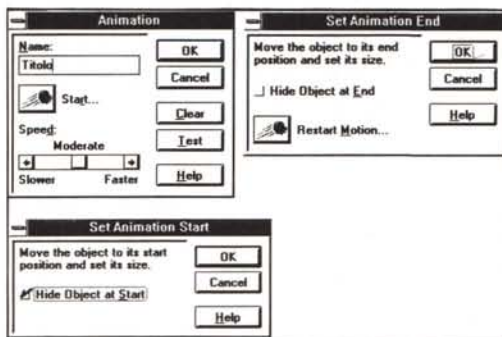 Animation
Name:
Titolo
OK
Cancel
Start...
Clear
Speed:
Moderate
Test
Slower
Faster
Help
Set Animation End
Move the object to its end
position and set its size.
OK
Cancel
Hide Object at End
Help
Restart Motion...
Set Animation Start
Move the object to its start
position and set its size.
OK
Cancel
Hide Object at Start
Help